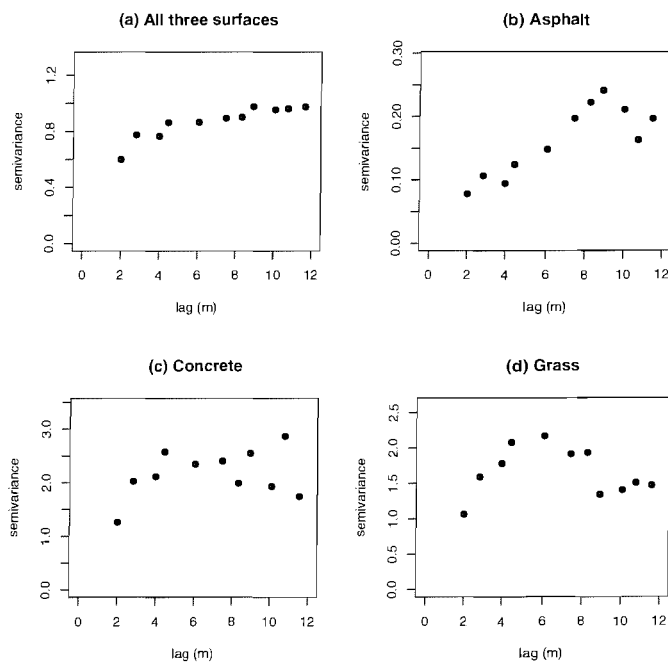 (a) All three surfaces
semivariance
0.0 0.4 0.8 1.2
0 2 4 6 8 10 12
lag (m)
(b) Asphalt
semivariance
0.00 0.10 0.20 0.30
0 2 4 6 8 10 12
lag (m)
(c) Concrete
semivariance
0.0 1.0 2.0 3.0
0 2 4 6 8 10 12
lag (m)
(d) Grass
semivariance
0.0 0.5 1.0 1.5 2.0 2.5
0 2 4 6 8 10 12
lag (m)